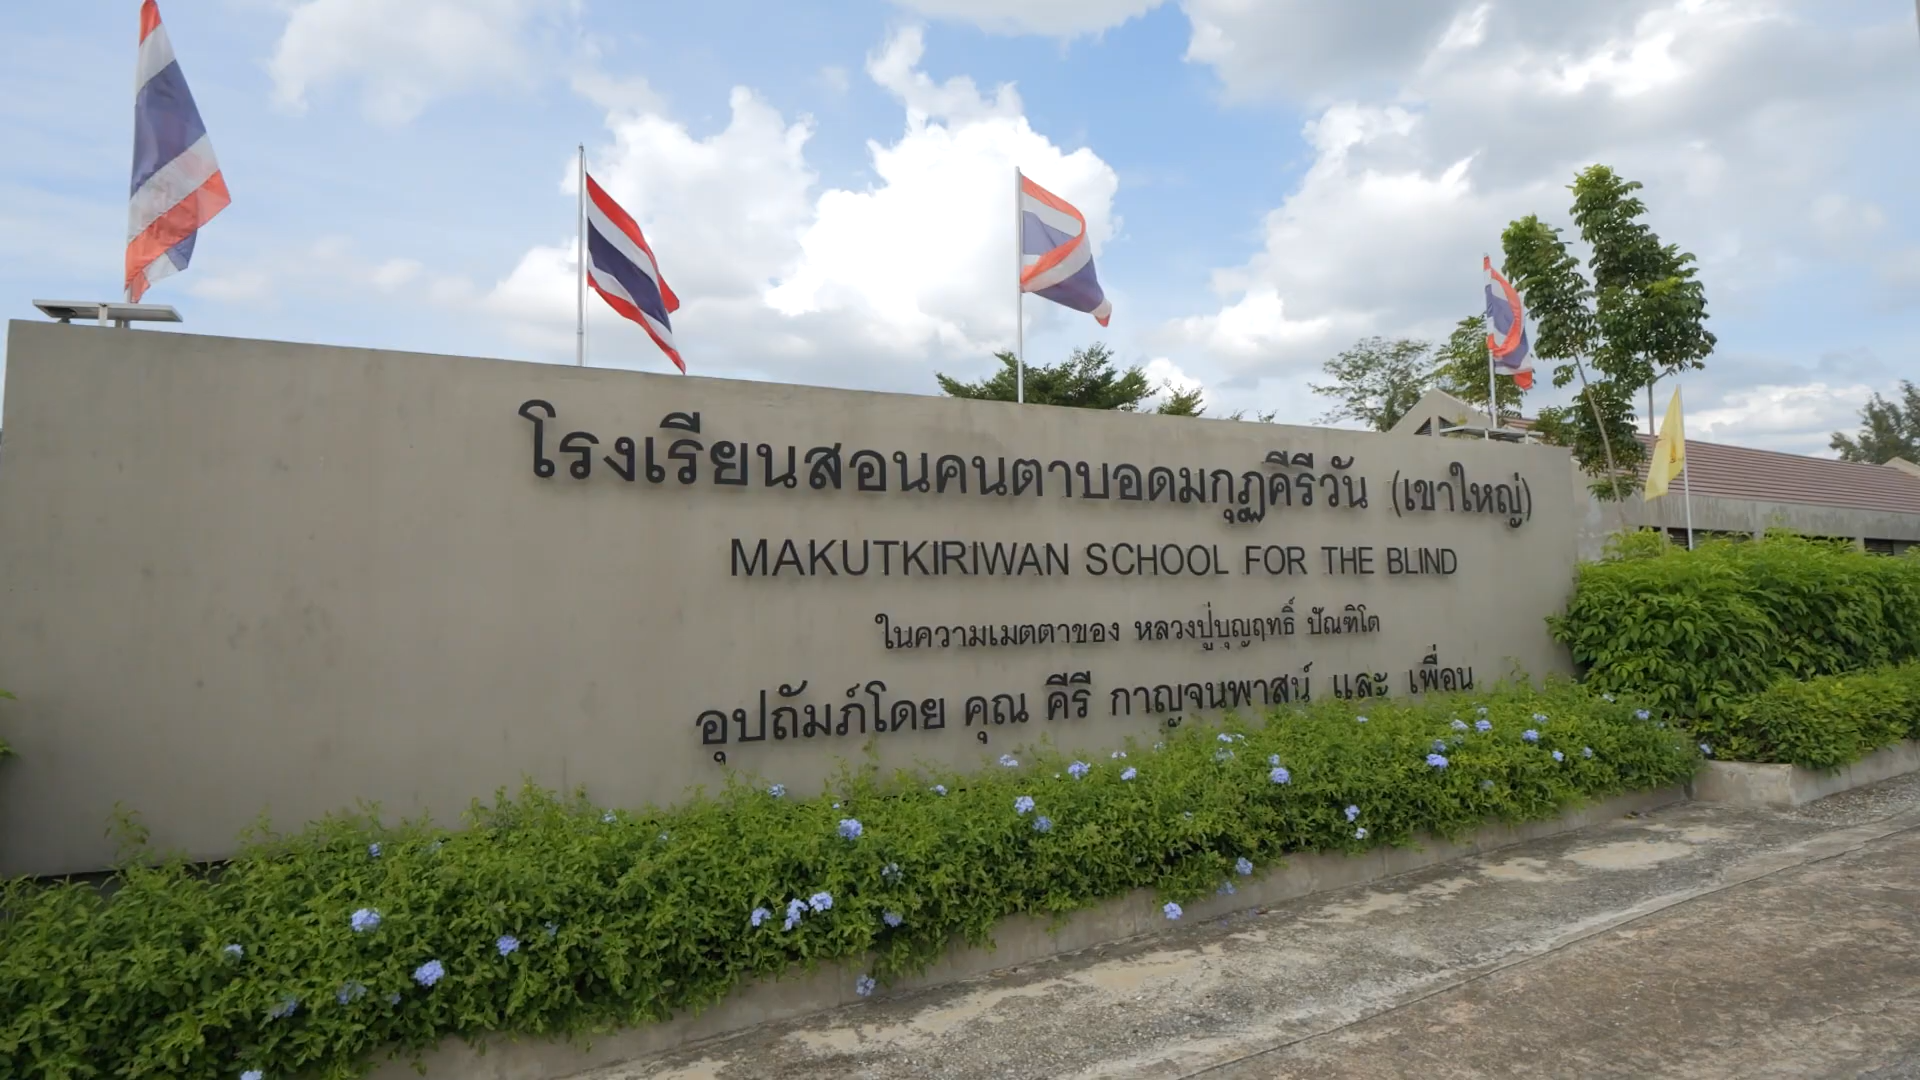 โรงเรียนสอนคนตาบอดมกุฏคีรีวัน (เขาใหญ่)
MAKUTKIRIWAN SCHOOL FOR THE BLIND
ในความเมตตาของ หลวงปู่บุญฤทธิ์ ปัณฑิโต
อุปถัมภ์โดย คุณ คีรี กาญจนพาสน์ และ เพื่อน